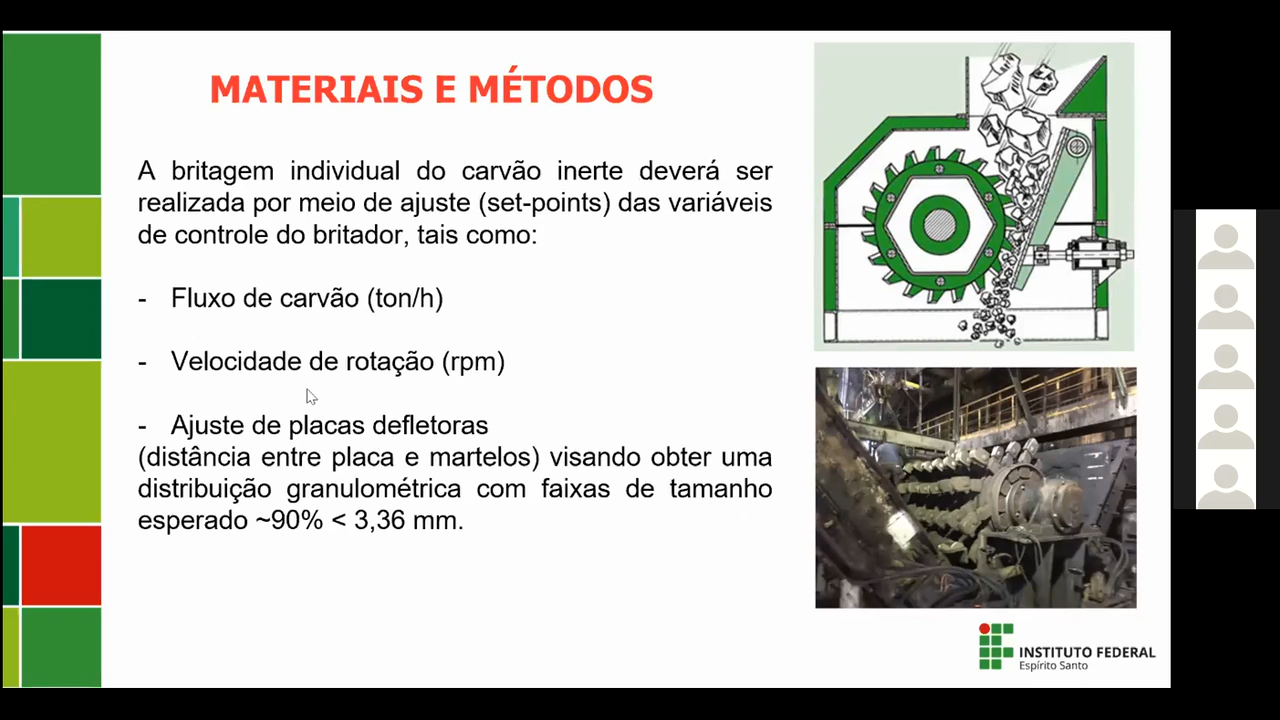 MATERIAIS E MÉTODOS
A britagem individual do carvão inerte deverá ser
realizada por meio de ajuste (set-points) das variáveis
de controle do britador, tais como:
- Fluxo de carvão (ton/h)
- Velocidade de rotação (rpm)
- Ajuste de placas defletoras
(distância entre placa e martelos) visando obter uma
distribuição granulométrica com faixas de tamanho
esperado ~90% < 3,36 mm.
INSTITUTO FEDERAL
Espírito Santo